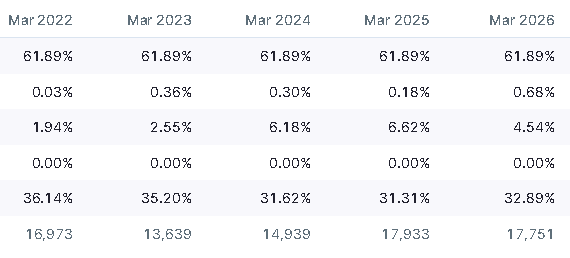 Mar 2022 Mar 2023 Mar 2024 Mar 2025 Mar 2026
61.89% 61.89% 61.89% 61.89% 61.89%
0.03% 0.36% 0.30% 0.18% 0.68%
1.94% 2.55% 6.18% 6.62% 4.54%
0.00% 0.00% 0.00% 0.00% 0.00%
36.14% 35.20% 31.62% 31.31% 32.89%
16,973 13,639 14,939 17,933 17,751